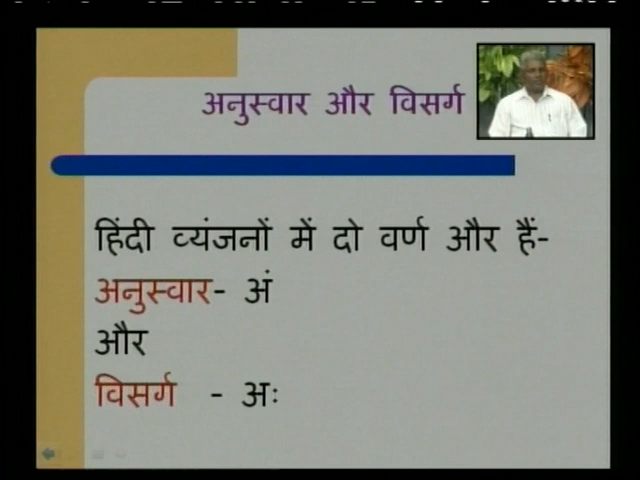 अनुस्वार और विसर्ग
हिंदी व्यंजनों में दो वर्ण और हैं-
अनुस्वार- अं
और
विसर्ग - अः